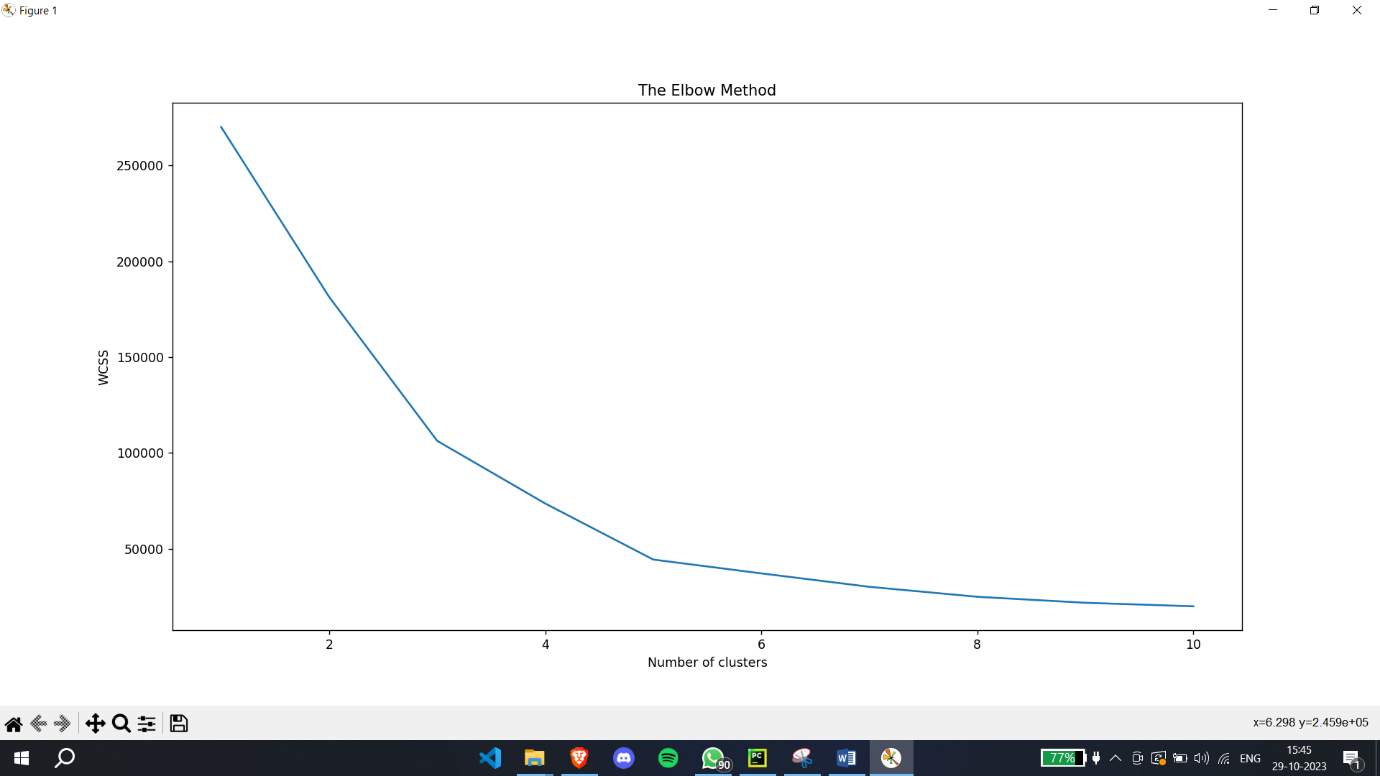 Figure 1
The Elbow Method
250000
200000
150000
100000
50000
WCSS
2 4 6 8 10
Number of clusters
x=6.298 y=2.459e+05
90
PC
W
77%
ENG
15:45
29-10-2023
1